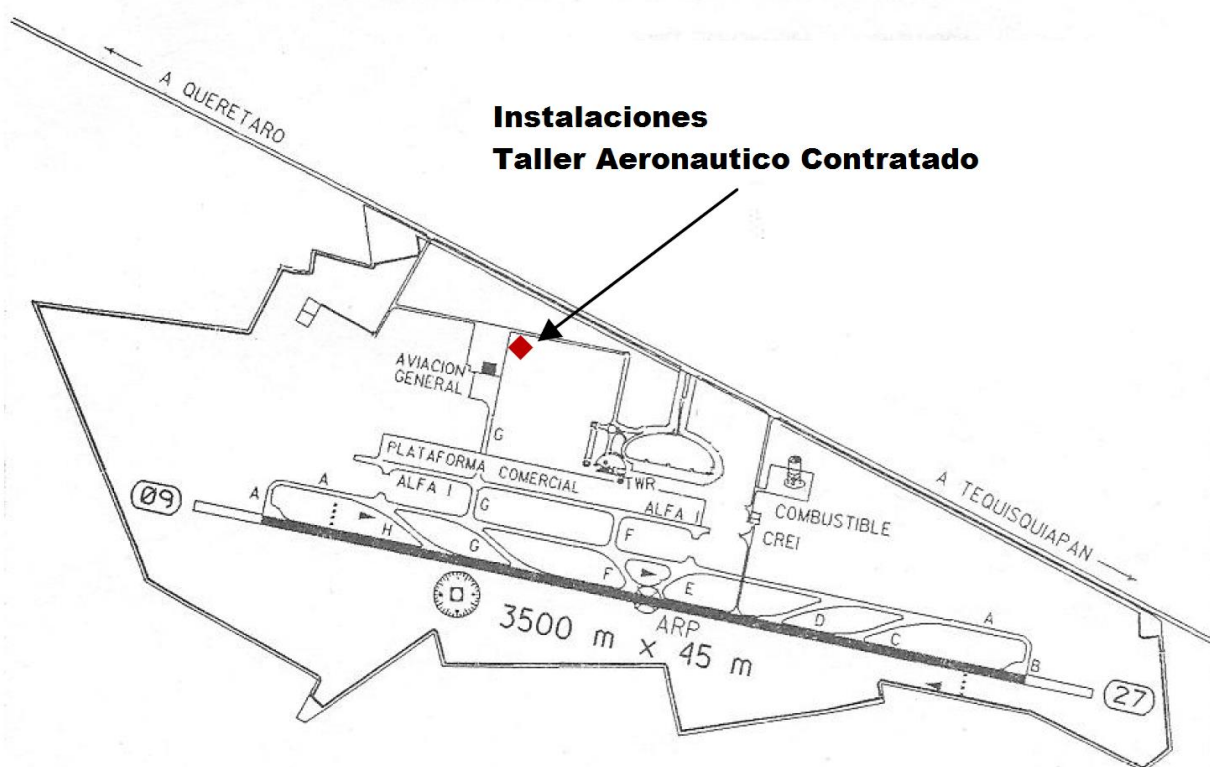 A QUERETARO
Instalaciones
Taller Aeronautico Contratado
AVIACION
GENERAL
G
PLATAFORMA COMERCIAL
TWR
ALFA I
G
ALFA I
F
A TEQUISQUIAPAN
COMBUSTIBLE
CREI
09
A
A
H
G
F
E
D
C
A
B
ARP
3500 m x 45 m
27